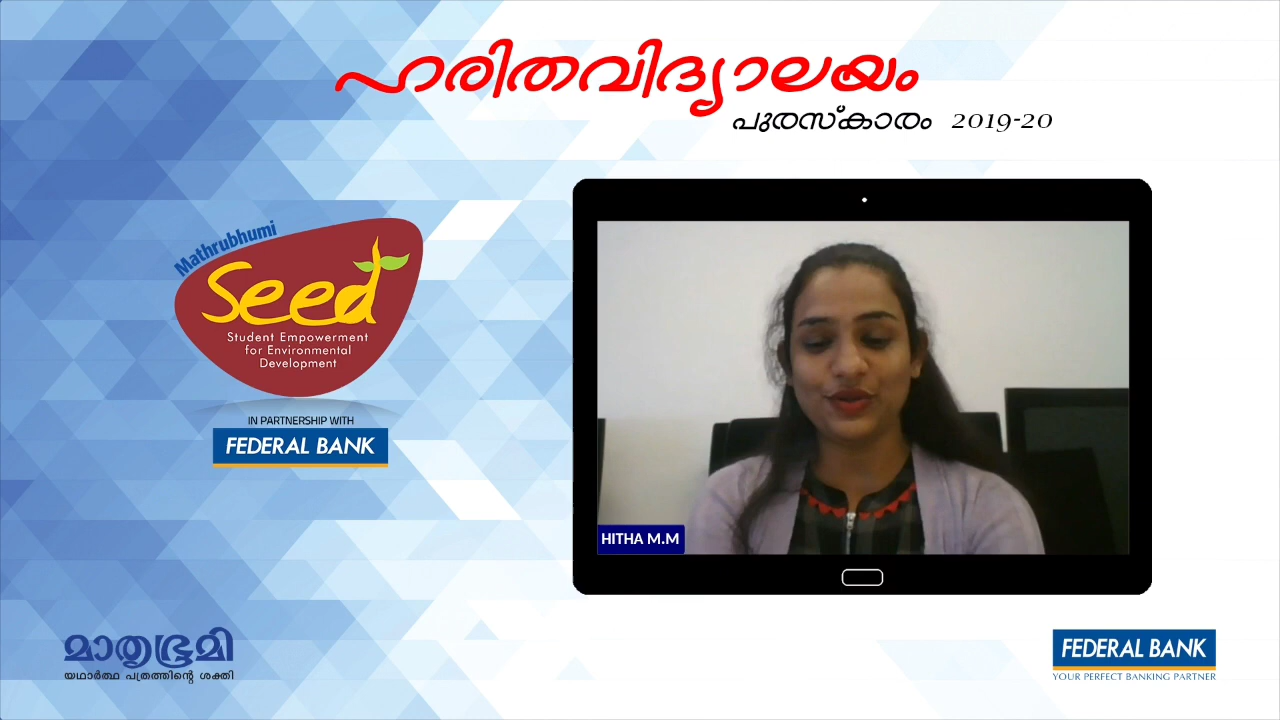 ഹരിതവിദ്യാലയം
പുരസ്കാരം 2019-20
Mathrubhumi
Seed
Student Empowerment
for Environmental
Development
IN PARTNERSHIP WITH
FEDERAL BANK
HITHA M.M
മാതൃഭൂമി
യഥാർത്ഥ പത്രത്തിന്റെ ശക്തി
FEDERAL BANK
YOUR PERFECT BANKING PARTNER